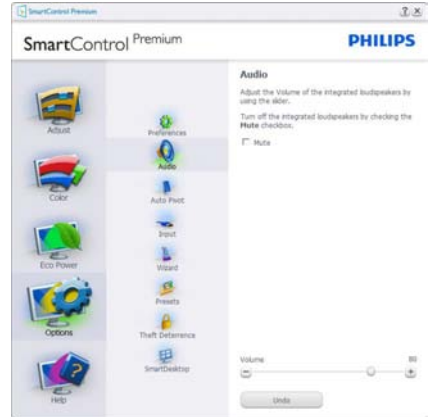 SmartControl Premium
SmartControl Premium
PHILIPS
Adjust
Color
Eco Power
Options
Help
Preferences
Audio
Auto Pivot
Input
Wizard
Presets
Theft Deterrence
SmartDesktop
Audio
Adjust the Volume of the integrated loudspeakers by
using the slider.
Turn off the integrated loudspeakers by checking the
Mute checkbox.
Mute
Volume 80
Undo